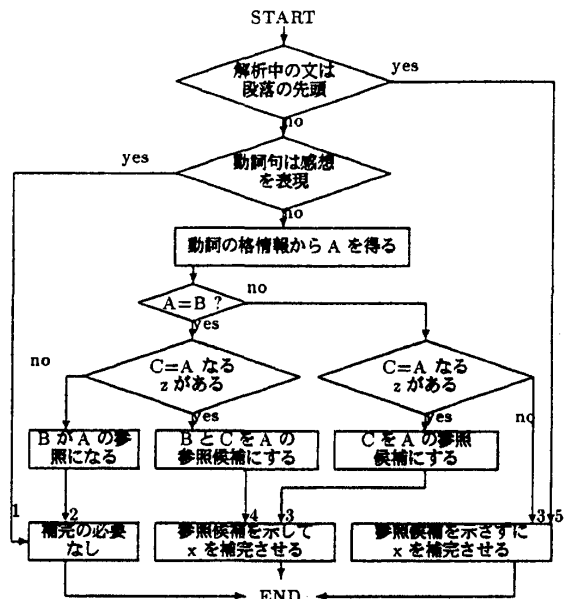 START
解析中の文は
段落の先頭
yes
no
動詞句は感想
を表現
yes
no
動詞の格情報から A を得る
A=B ?
no
yes
C=A なる
z がある
no
yes
C=A なる
z がある
yes
no
B が A の参
照になる
B と C を A の
参照候補にする
C を A の参照
候補にする
1
2
4
3
3
5
補完の必要
なし
参照候補を示して
x を補完させる
参照候補を示さずに
x を補完させる
END